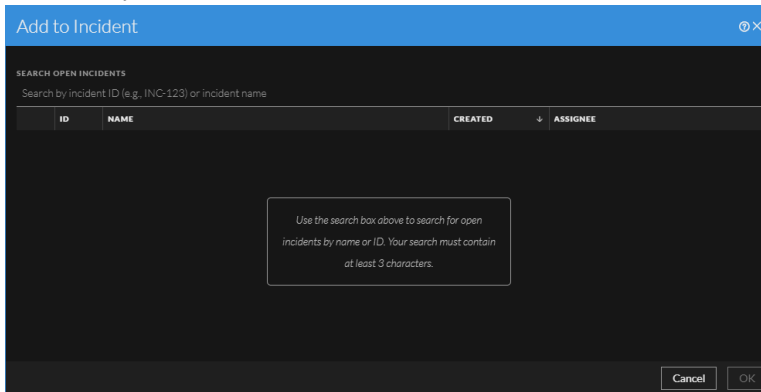 Add to Incident
SEARCH OPEN INCIDENTS
Search by incident ID (e.g., INC-123) or incident name
ID NAME CREATED ↓ ASSIGNEE
Use the search box above to search for open
incidents by name or ID. Your search must contain
at least 3 characters.
Cancel OK